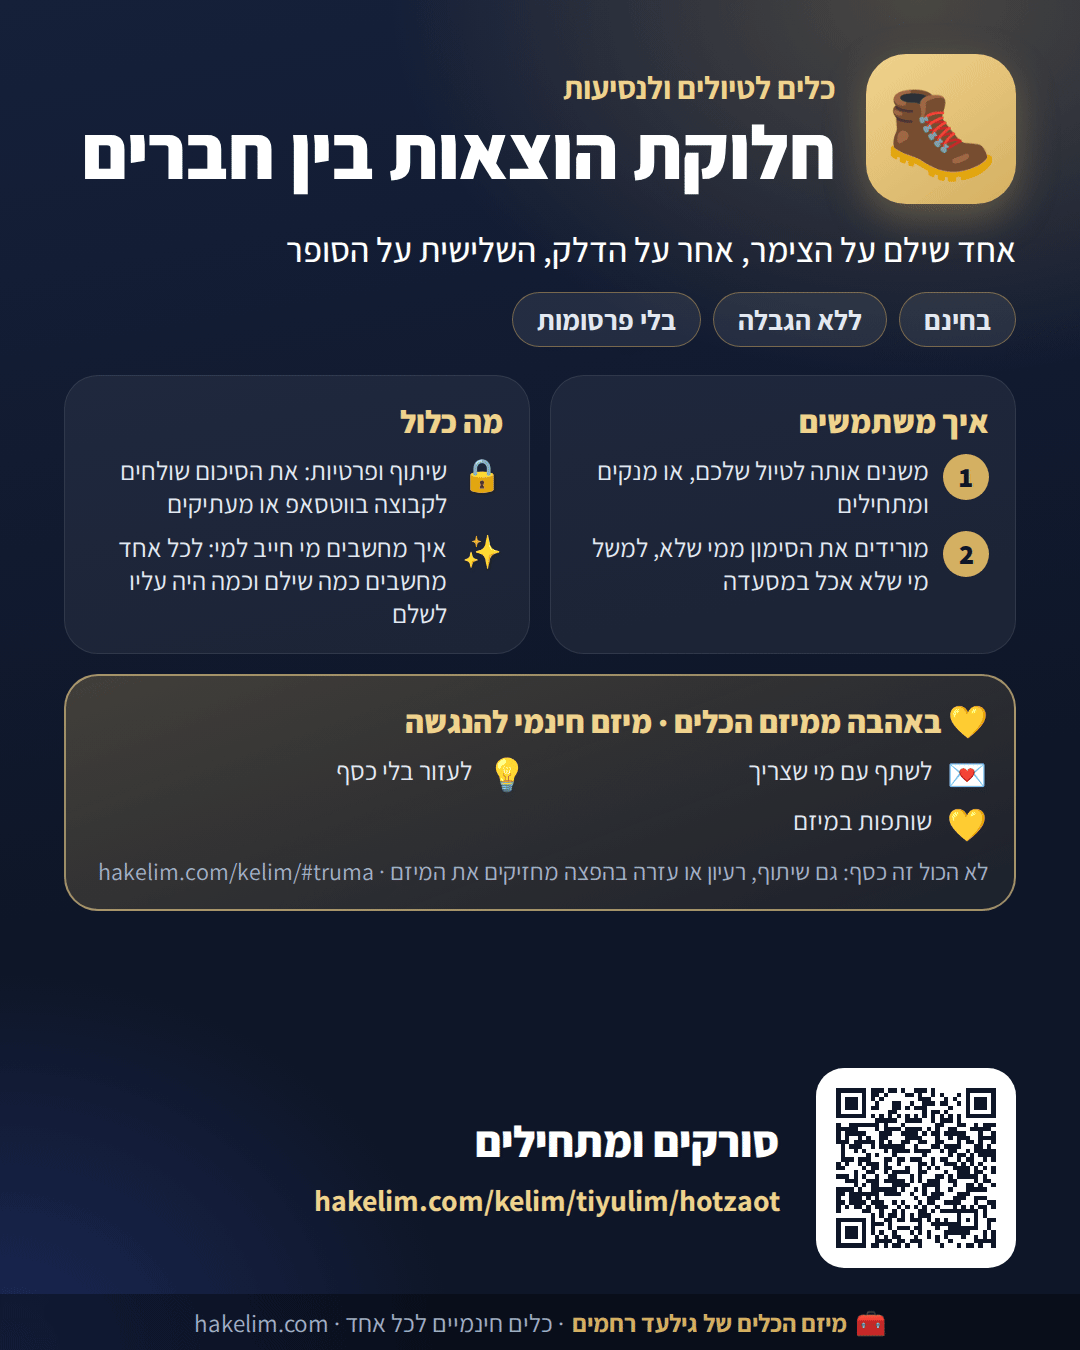 כלים לטיולים ולנסיעות
חלוקת הוצאות בין חברים
אחד שילם על הצימר, אחר על הדלק, השלישית על הסופר
בחינם
ללא הגבלה
בלי פרסומות
איך משתמשים
1
משנים אותה לטיול שלכם, או מנקים
ומתחילים
2
מורידים את הסימון ממי שלא, למשל
מי שלא אכל במסעדה
מה כלול
שיתוף ופרטיות: את הסיכום שולחים
לקבוצה בווטסאפ או מעתיקים
איך מחשבים מי חייב למי: לכל אחד
מחשבים כמה שילם וכמה היה עליו
לשלם
באהבה ממיזם הכלים · מיזם חינמי להנגשה
לשתף עם מי שצריך
לעזור בלי כסף
שותפות במיזם
לא הכול זה כסף: גם שיתוף, רעיון או עזרה בהפצה מחזיקים את המיזם · hakelim.com/kelim/#truma
סורקים ומתחילים
hakelim.com/kelim/tiyulim/hotzaot
מיזם הכלים של גילעד רחמים · כלים חינמיים לכל אחד · hakelim.com